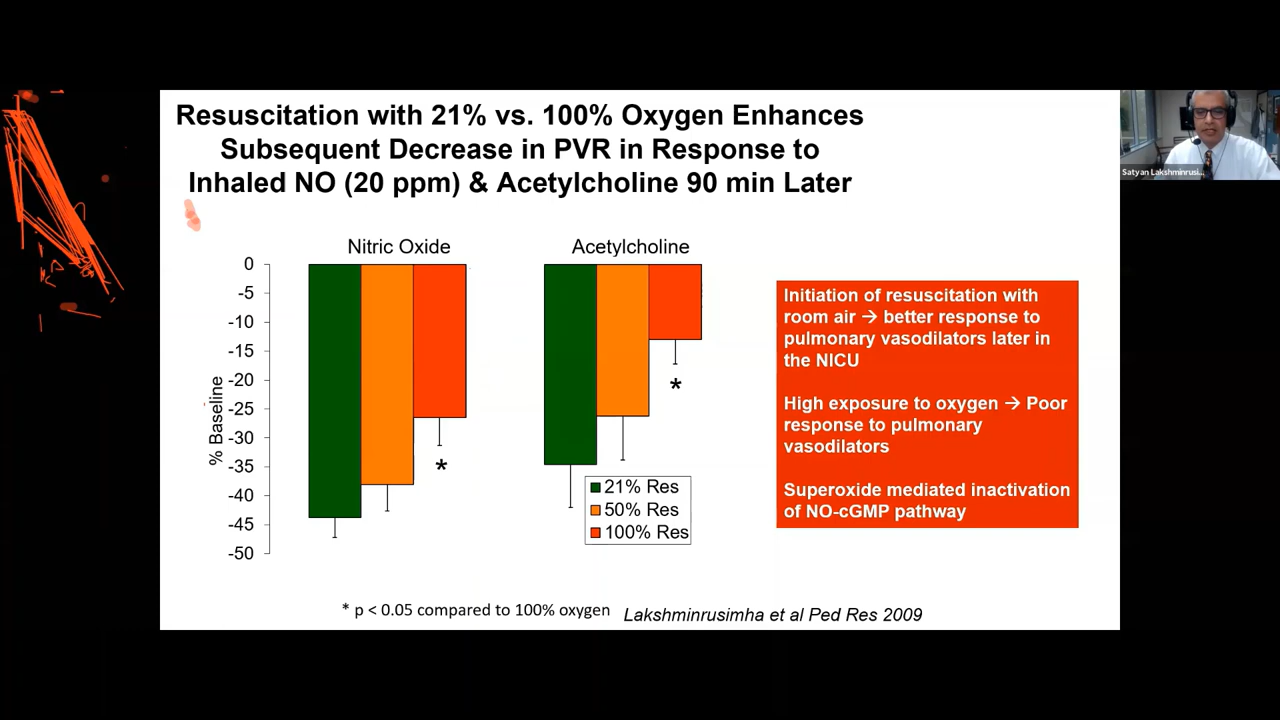 Resuscitation with 21% vs. 100% Oxygen Enhances
Subsequent Decrease in PVR in Response to
Inhaled NO (20 ppm) & Acetylcholine 90 min Later
Satyan Lakshminrusi...
Nitric Oxide
Acetylcholine
% Baseline
0
-5
-10
-15
-20
-25
-30
-35
-40
-45
-50
*
*
21% Res
50% Res
100% Res
Initiation of resuscitation with
room air → better response to
pulmonary vasodilators later in
the NICU
High exposure to oxygen → Poor
response to pulmonary
vasodilators
Superoxide mediated inactivation
of NO-cGMP pathway
* p < 0.05 compared to 100% oxygen
Lakshminrusimha et al Ped Res 2009